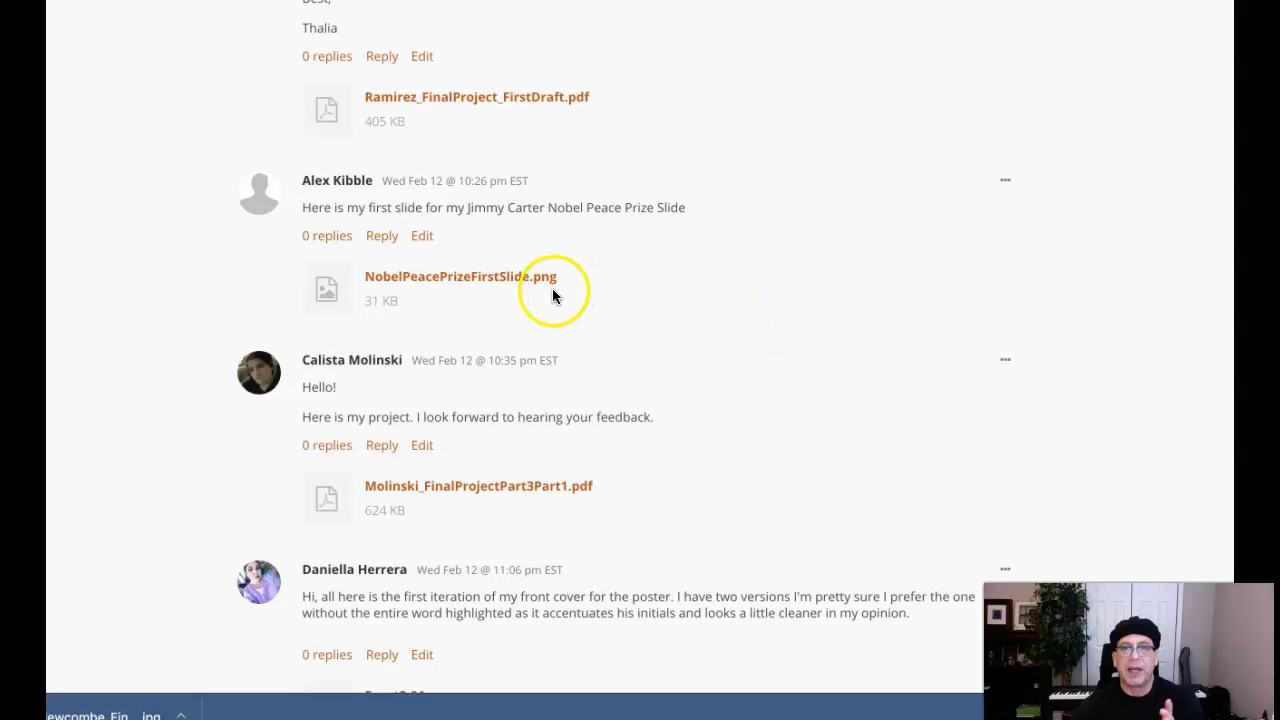 Best,
Thalia
0 replies Reply Edit
Ramirez_FinalProject_FirstDraft.pdf
405 KB
Alex Kibble Wed Feb 12 @ 10:26 pm EST
Here is my first slide for my Jimmy Carter Nobel Peace Prize Slide
0 replies Reply Edit
NobelPeacePrizeFirstSlide.png
31 KB
Calista Molinski Wed Feb 12 @ 10:35 pm EST
Hello!
Here is my project. I look forward to hearing your feedback.
0 replies Reply Edit
Molinski_FinalProjectPart3Part1.pdf
624 KB
Daniella Herrera Wed Feb 12 @ 11:06 pm EST
Hi, all here is the first iteration of my front cover for the poster. I have two versions I'm pretty sure I prefer the one
without the entire word highlighted as it accentuates his initials and looks a little cleaner in my opinion.
0 replies Reply Edit